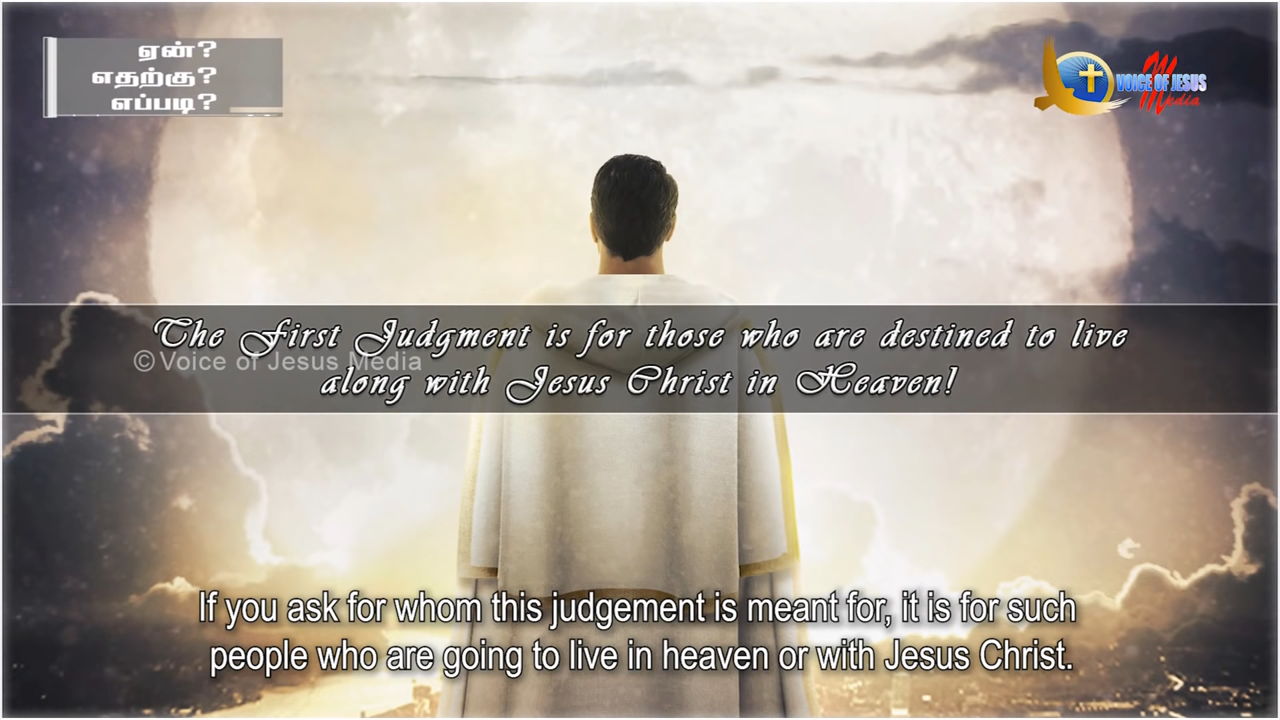 ஏன்?
எதற்கு?
எப்படி?
VOICE OF JESUS
Media
The First Judgment is for those who are destined to live
© Voice of Jesus Media
along with Jesus Christ in Heaven!
If you ask for whom this judgement is meant for, it is for such
people who are going to live in heaven or with Jesus Christ.